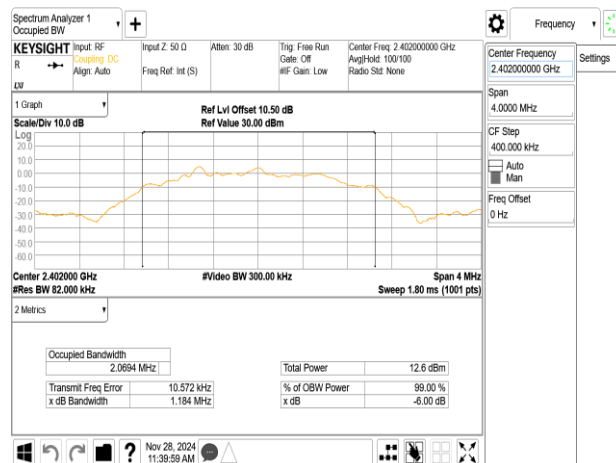 Spectrum Analyzer 1
Occupied BW
Frequency
KEYSIGHT
R
Input: RF
Coupling: DC
Align: Auto
Input Z: 50 Ω
Freq Ref: Int (S)
Atten: 30 dB
Trig: Free Run
Gate: Off
#IF Gain: Low
Center Freq: 2.402000000 GHz
Avg|Hold: 100/100
Radio Std: None
LXI
Center Frequency
2.402000000 GHz
Settings
Span
4.0000 MHz
CF Step
400.000 kHz
Auto
Man
Freq Offset
0 Hz
1 Graph
Scale/Div 10.0 dB
Ref Lvl Offset 10.50 dB
Ref Value 30.00 dBm
Log
20.0
10.0
0.00
-10.0
-20.0
-30.0
-40.0
-50.0
-60.0
Center 2.402000 GHz
#Res BW 82.000 kHz
#Video BW 300.00 kHz
Span 4 MHz
Sweep 1.80 ms (1001 pts)
2 Metrics
Occupied Bandwidth
2.0694 MHz
Transmit Freq Error 10.572 kHz
x dB Bandwidth 1.184 MHz
Total Power 12.6 dBm
% of OBW Power 99.00 %
x dB -6.00 dB
?
Nov 28, 2024
11:39:59 AM